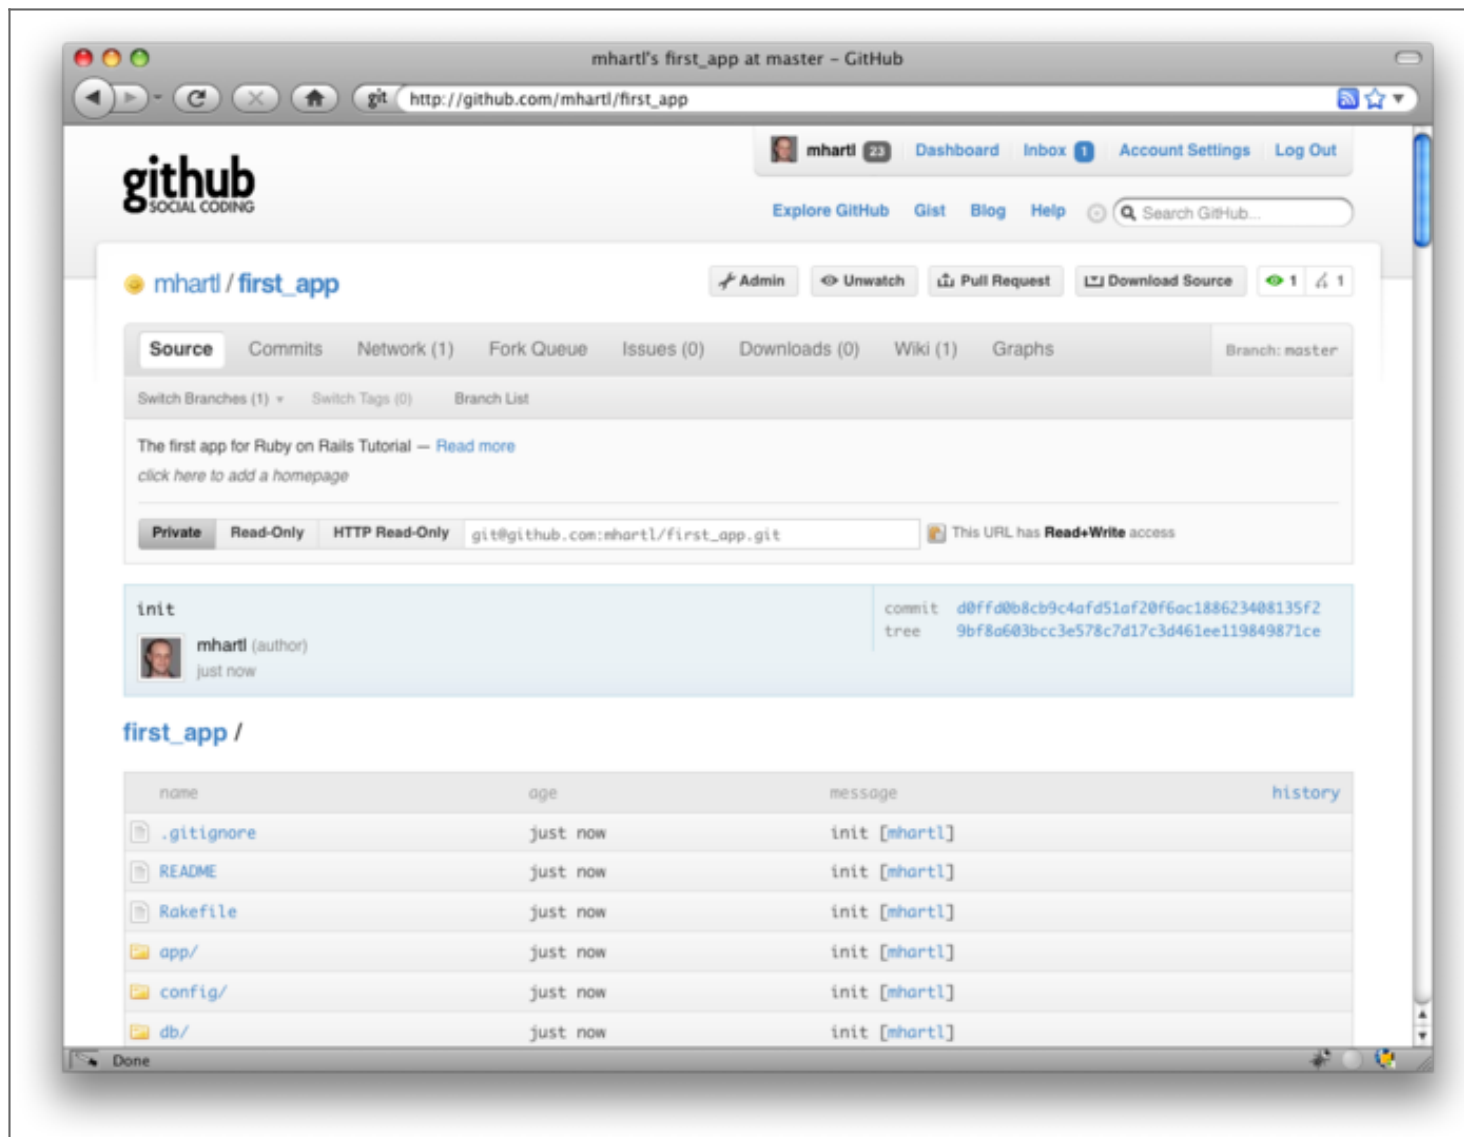 mhartl's first_app at master – GitHub
git http://github.com/mhartl/first_app
mhartl 23 Dashboard Inbox 1 Account Settings Log Out
github
SOCIAL CODING
Explore GitHub Gist Blog Help Search GitHub...
mhartl / first_app Admin Unwatch Pull Request Download Source 1 1
Source Commits Network (1) Fork Queue Issues (0) Downloads (0) Wiki (1) Graphs Branch: master
Switch Branches (1) Switch Tags (0) Branch List
The first app for Ruby on Rails Tutorial — Read more
click here to add a homepage
Private Read-Only HTTP Read-Only git@github.com:mhartl/first_app.git This URL has Read+Write access
init commit d0ffd0b8cb9c4afd51af20f6ac188623408135f2
tree 9bf8a603bcc3e578c7d17c3d461ee119849871ce
mhartl (author)
just now
first_app /
name age message history
.gitignore just now init [mhartl]
README just now init [mhartl]
Rakefile just now init [mhartl]
app/ just now init [mhartl]
config/ just now init [mhartl]
db/ just now init [mhartl]
Done